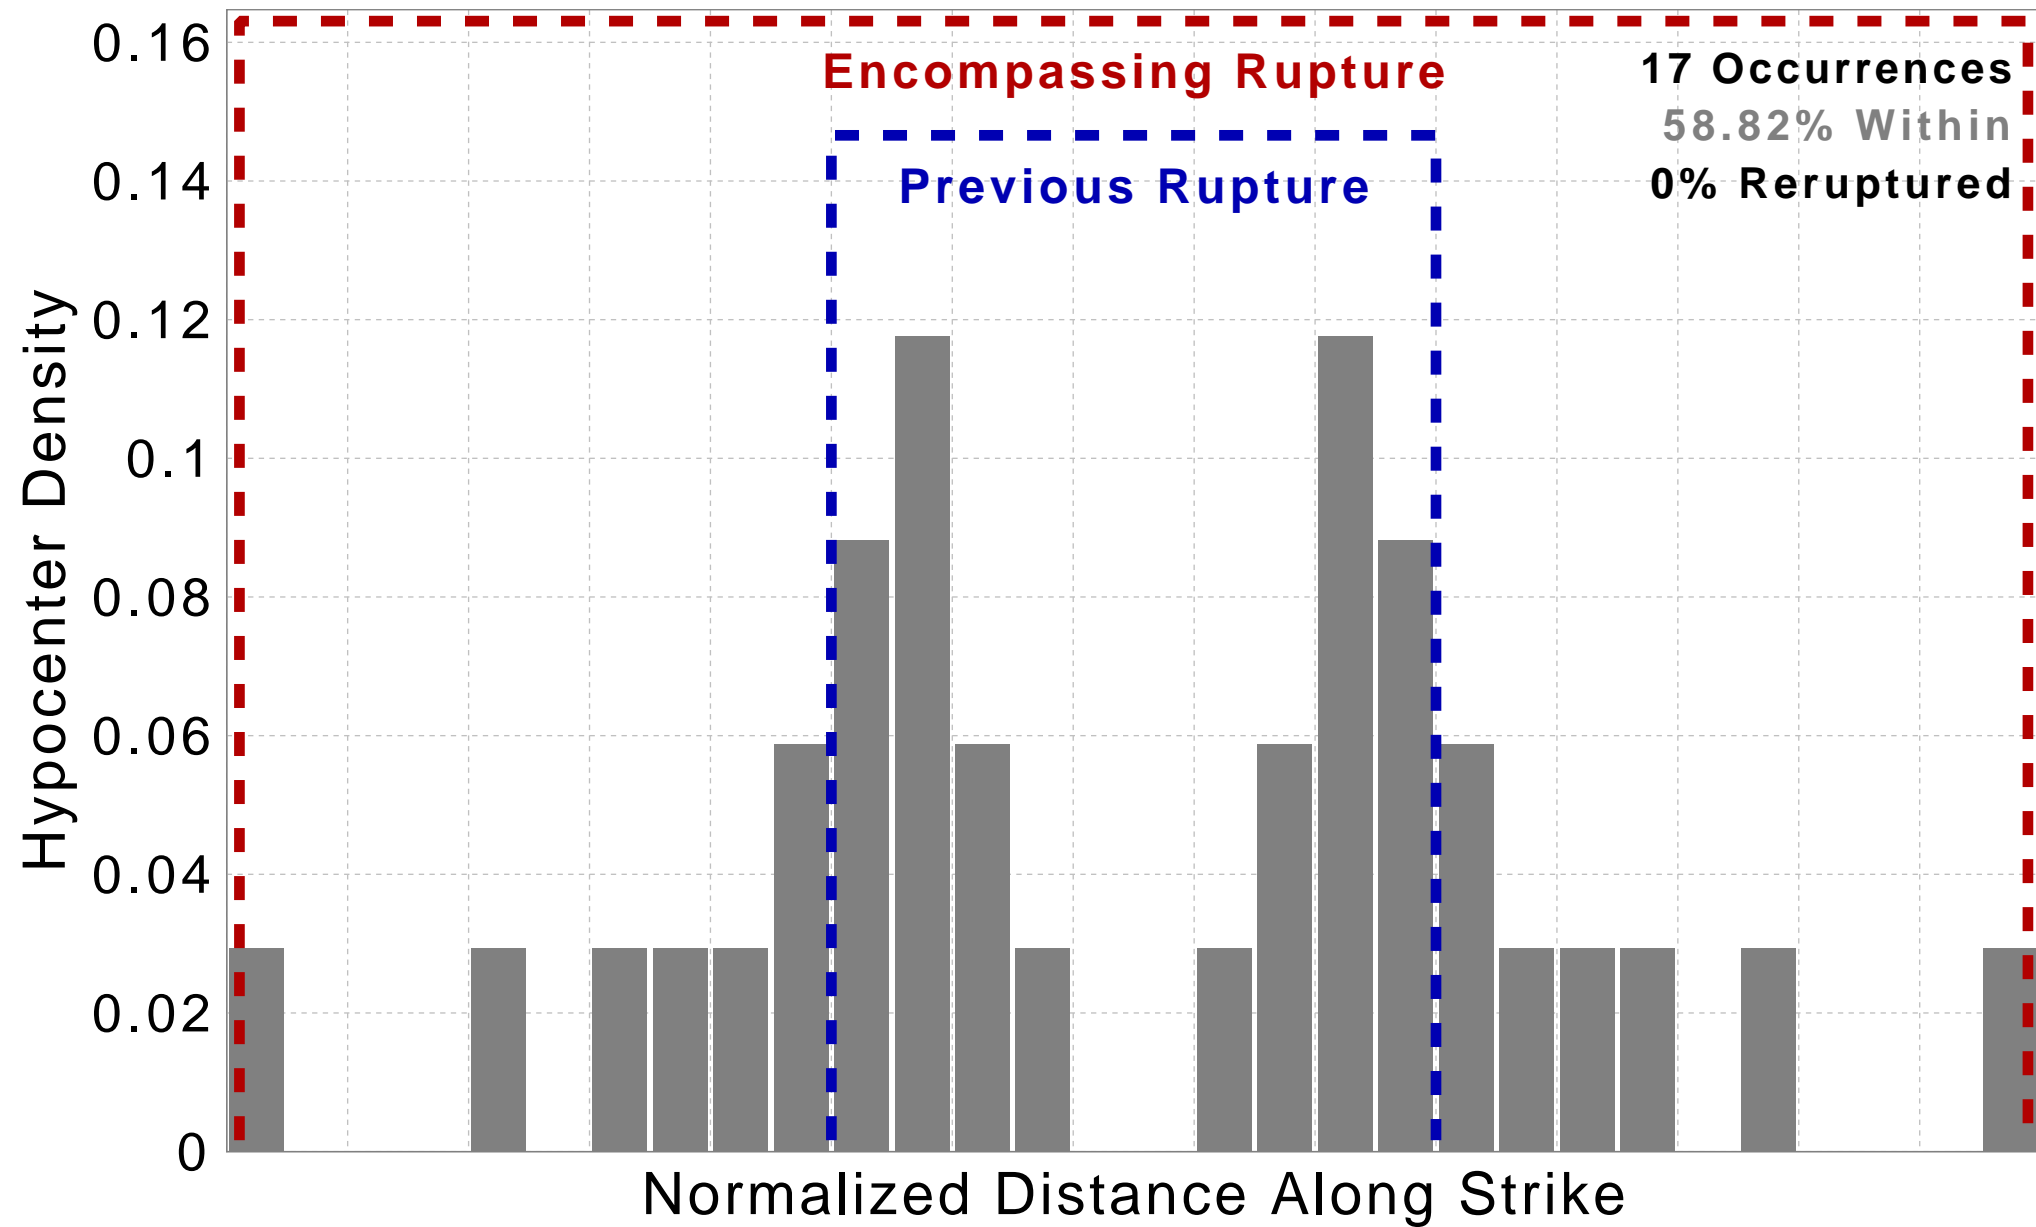 0.16
0.14
0.12
0.1
0.08
0.06
0.04
0.02
0
Hypocenter Density
Encompassing Rupture
Previous Rupture
17 Occurrences
58.82% Within
0% Reruptured
Normalized Distance Along Strike